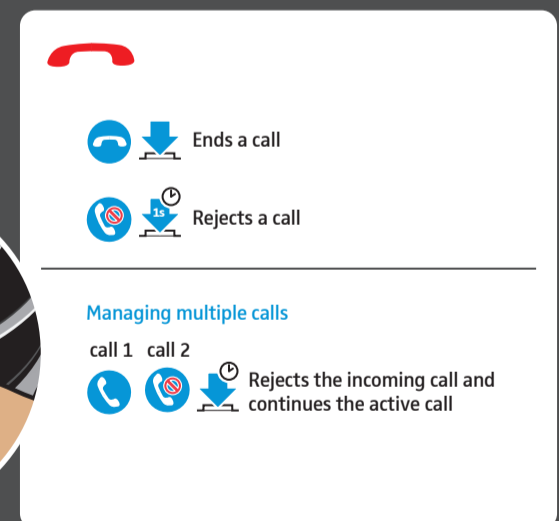 Ends a call
1s
Rejects a call
Managing multiple calls
call 1 call 2
Rejects the incoming call and
continues the active call